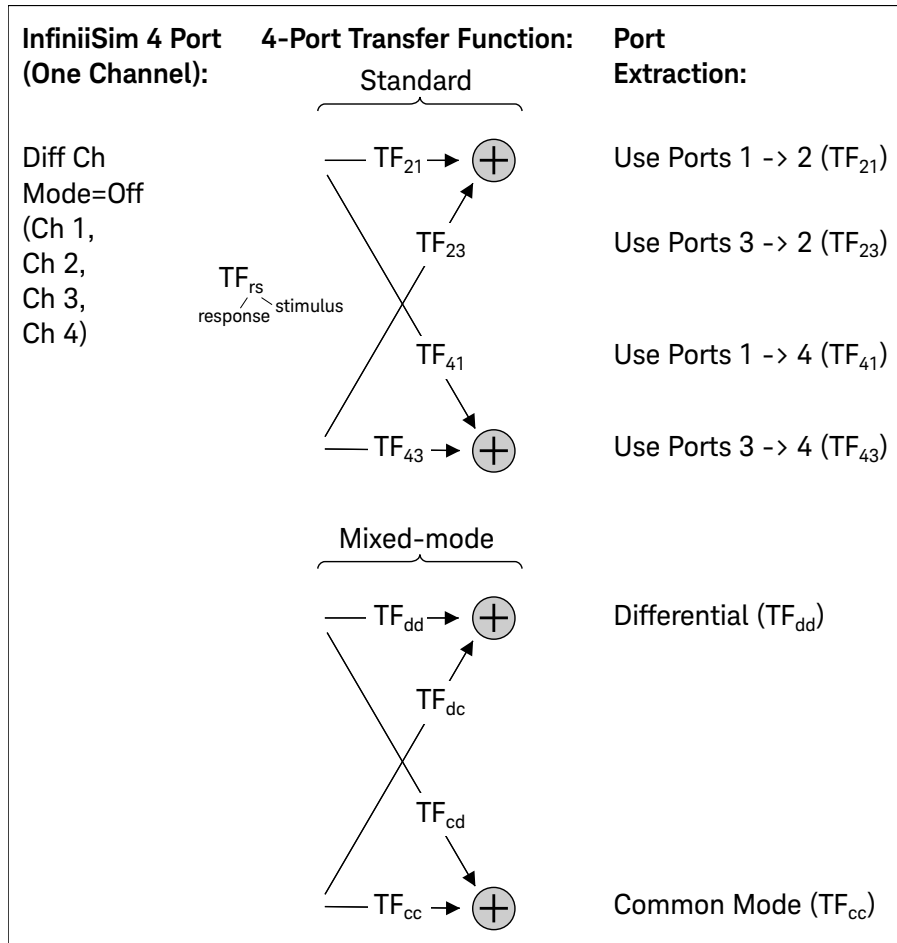 InfiniiSim 4 Port
(One Channel):
4-Port Transfer Function:
Port
Extraction:
Standard
Diff Ch
Mode=Off
(Ch 1,
Ch 2,
Ch 3,
Ch 4)
TFrs
response
stimulus
TF21
TF23
TF41
TF43
Use Ports 1 -> 2 (TF21)
Use Ports 3 -> 2 (TF23)
Use Ports 1 -> 4 (TF41)
Use Ports 3 -> 4 (TF43)
Mixed-mode
TFdd
TFdc
TFcd
TFcc
Differential (TFdd)
Common Mode (TFcc)